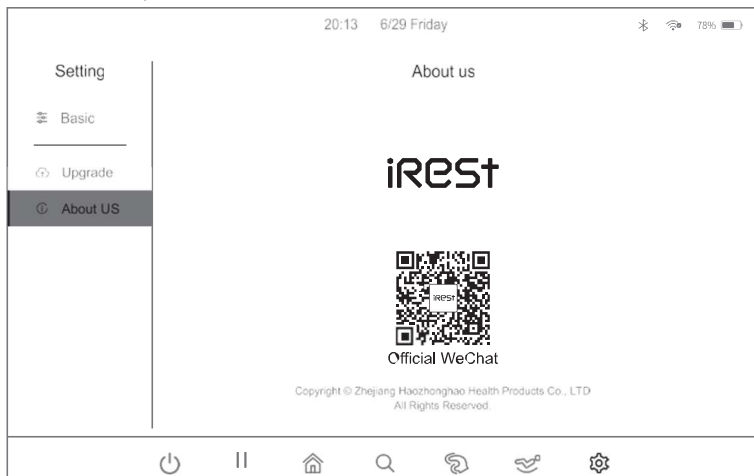 20:13 6/29 Friday 78%
Setting
Basic
Upgrade
About US
About us
iRest
iRest
Official WeChat
Copyright © Zhejiang Haozhonghao Health Products Co., LTD
All Rights Reserved.